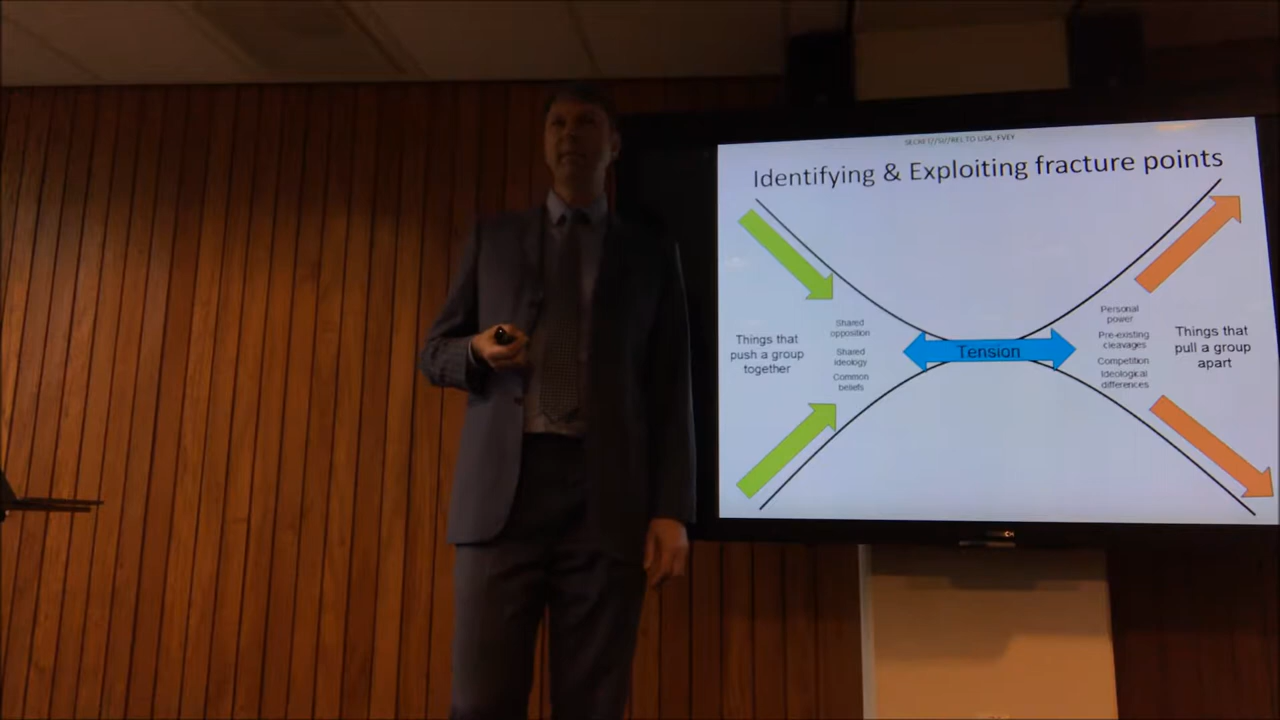 SECRET//SI//REL TO USA, FVEY
Identifying & Exploiting fracture points
Things that
push a group
together
Shared
opposition
Shared
ideology
Common
beliefs
Tension
Personal
power
Pre-existing
cleavages
Competition
Ideological
differences
Things that
pull a group
apart